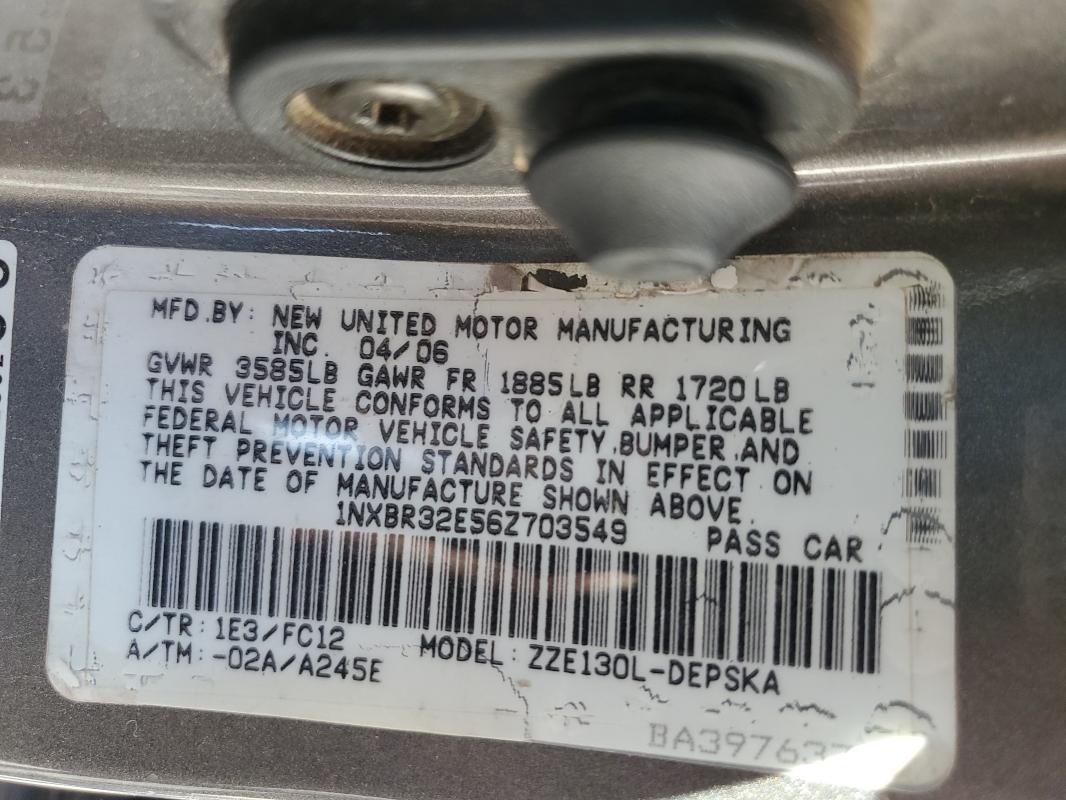 MFD.BY: NEW UNITED MOTOR MANUFACTURING
INC. 04/06
GVWR 3585LB GAWR FR 1885LB RR 1720LB
THIS VEHICLE CONFORMS TO ALL APPLICABLE
FEDERAL MOTOR VEHICLE SAFETY,BUMPER,AND
THEFT PREVENTION STANDARDS IN EFFECT ON
THE DATE OF MANUFACTURE SHOWN ABOVE.
1NXBR32E56Z703549 PASS CAR
C/TR: 1E3/FC12 MODEL: ZZE130L-DEPSKA
A/TM: -02A/A245E